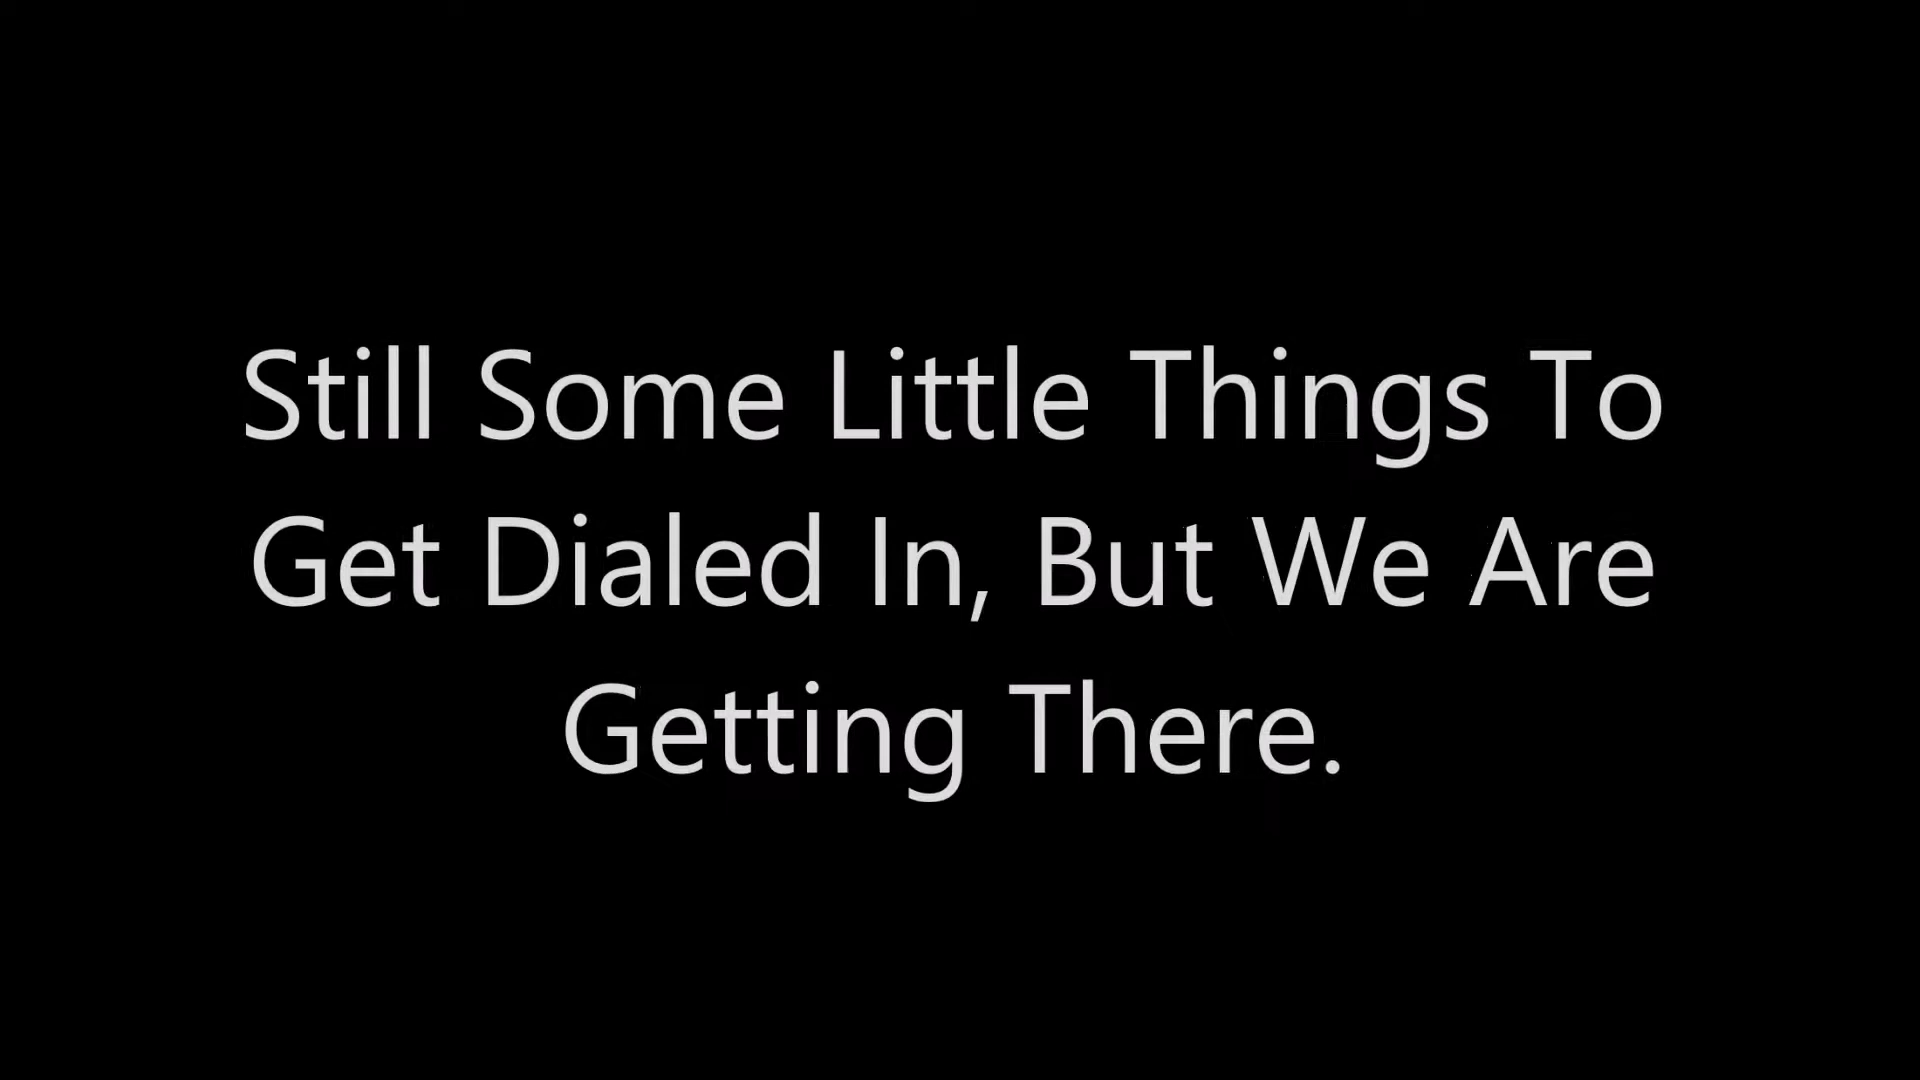 Still Some Little Things To
Get Dialed In, But We Are
Getting There.